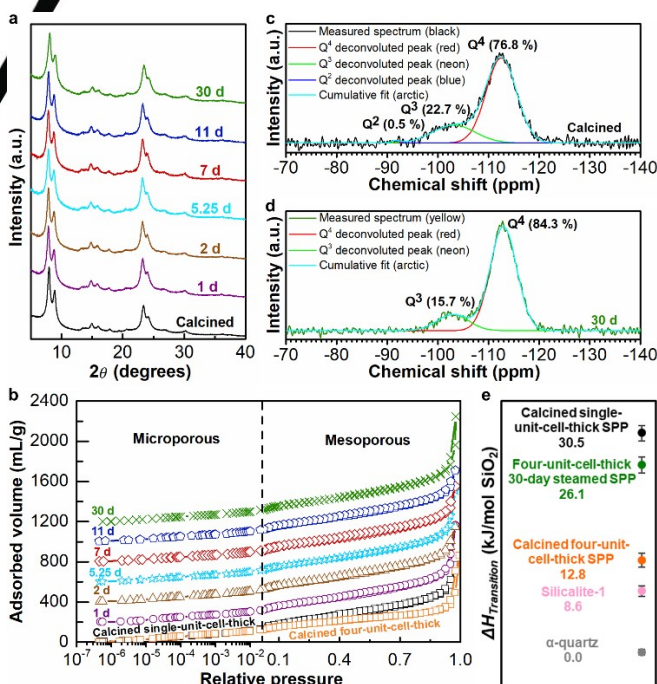 a
Intensity (a.u.)
30 d
11 d
7 d
5.25 d
2 d
1 d
Calcined
10 20 30 40
2θ (degrees)
c
Intensity (a.u.)
Measured spectrum (black)
Q⁴ deconvoluted peak (red)
Q³ deconvoluted peak (neon)
Q² deconvoluted peak (blue)
Cumulative fit (arctic)
Q⁴ (76.8 %)
Q³ (22.7 %)
Q² (0.5 %)
Calcined
-70 -80 -90 -100 -110 -120 -130 -140
Chemical shift (ppm)
d
Intensity (a.u.)
Measured spectrum (yellow)
Q⁴ deconvoluted peak (red)
Q³ deconvoluted peak (neon)
Cumulative fit (arctic)
Q⁴ (84.3 %)
Q³ (15.7 %)
30 d
-70 -80 -90 -100 -110 -120 -130 -140
Chemical shift (ppm)
b
Adsorbed volume (mL/g)
2400
2000
1600
1200
800
400
0
Microporous Mesoporous
30 d
11 d
7 d
5.25 d
2 d
1 d
Calcined single-unit-cell-thick
Calcined four-unit-cell-thick
10⁻⁷ 10⁻⁶ 10⁻⁵ 10⁻⁴ 10⁻³ 10⁻² 0.1 0.4 0.7 1.0
Relative pressure
e
ΔH_Transition (kJ/mol SiO₂)
Calcined single-
unit-cell-thick SPP
30.5
Four-unit-cell-thick
30-day steamed SPP
26.1
Calcined four-unit-
cell-thick SPP
12.8
Silicalite-1
8.6
α-quartz
0.0